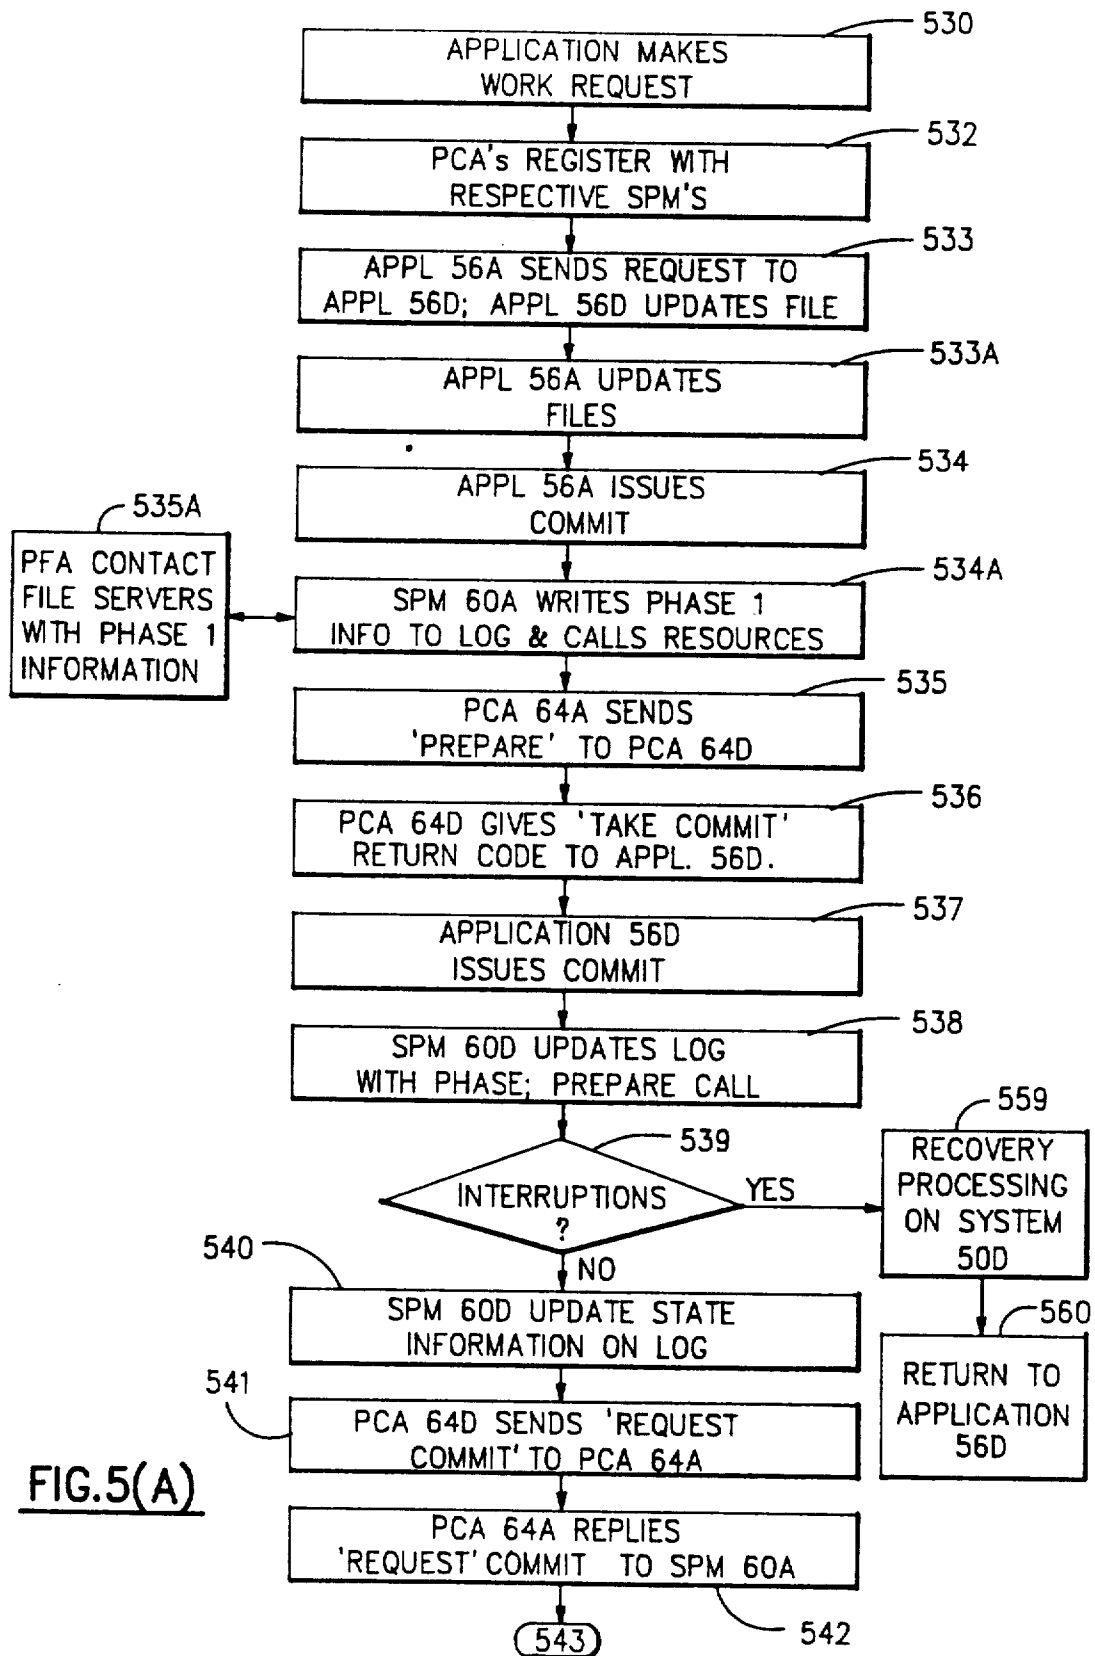 530
APPLICATION MAKES
WORK REQUEST
532
PCA's REGISTER WITH
RESPECTIVE SPM'S
533
APPL 56A SENDS REQUEST TO
APPL 56D; APPL 56D UPDATES FILE
533A
APPL 56A UPDATES
FILES
534
APPL 56A ISSUES
COMMIT
535A
PFA CONTACT
FILE SERVERS
WITH PHASE 1
INFORMATION
534A
SPM 60A WRITES PHASE 1
INFO TO LOG & CALLS RESOURCES
535
PCA 64A SENDS
'PREPARE' TO PCA 64D
536
PCA 64D GIVES 'TAKE COMMIT'
RETURN CODE TO APPL. 56D.
537
APPLICATION 56D
ISSUES COMMIT
538
SPM 60D UPDATES LOG
WITH PHASE; PREPARE CALL
539
INTERRUPTIONS
?
YES
NO
559
RECOVERY
PROCESSING
ON SYSTEM
50D
560
RETURN TO
APPLICATION
56D
540
SPM 60D UPDATE STATE
INFORMATION ON LOG
541
PCA 64D SENDS 'REQUEST
COMMIT' TO PCA 64A
PCA 64A REPLIES
'REQUEST' COMMIT TO SPM 60A
542
543
FIG.5(A)